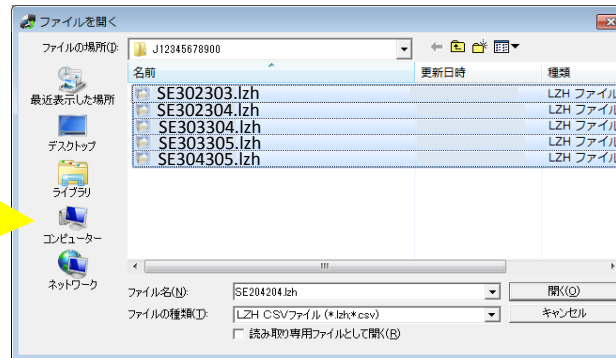 ファイルを開く
ファイルの場所(I): J12345678900
名前 更新日時 種類
SE302303.lzh LZH ファイル
SE302304.lzh LZH ファイル
SE303304.lzh LZH ファイル
SE303305.lzh LZH ファイル
SE304305.lzh LZH ファイル
最近表示した場所
デスクトップ
ライブラリ
コンピューター
ネットワーク
ファイル名(N): SE204204.lzh 開く(O)
ファイルの種類(T): LZH CSVファイル (*.lzh;*.csv) キャンセル
読み取り専用ファイルとして開く(R)